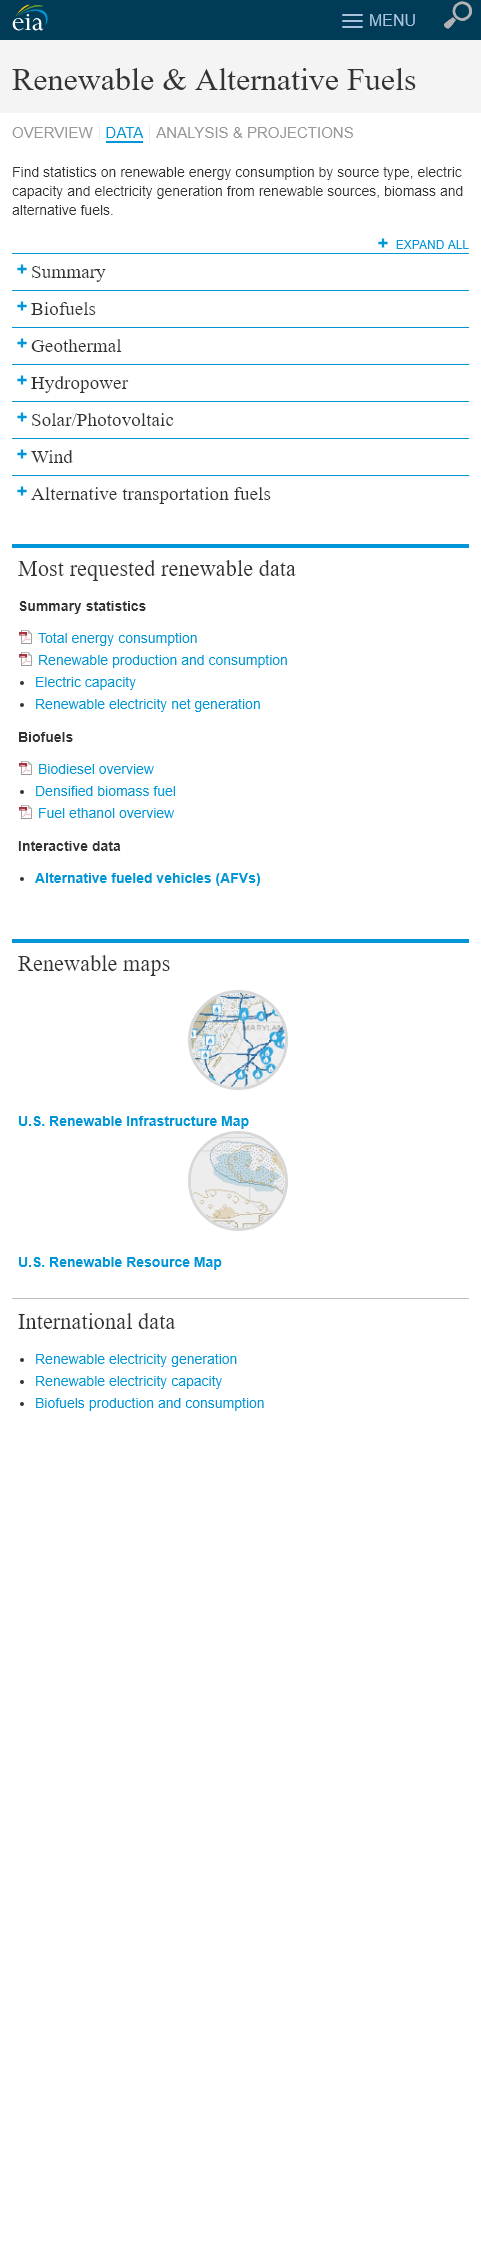 eia
MENU
Renewable & Alternative Fuels
OVERVIEW DATA ANALYSIS & PROJECTIONS
Find statistics on renewable energy consumption by source type, electric
capacity and electricity generation from renewable sources, biomass and
alternative fuels.
+ EXPAND ALL
+ Summary
+ Biofuels
+ Geothermal
+ Hydropower
+ Solar/Photovoltaic
+ Wind
+ Alternative transportation fuels
Most requested renewable data
Summary statistics
Total energy consumption
Renewable production and consumption
• Electric capacity
• Renewable electricity net generation
Biofuels
Biodiesel overview
• Densified biomass fuel
Fuel ethanol overview
Interactive data
• Alternative fueled vehicles (AFVs)
Renewable maps
U.S. Renewable Infrastructure Map
U.S. Renewable Resource Map
International data
• Renewable electricity generation
• Renewable electricity capacity
• Biofuels production and consumption